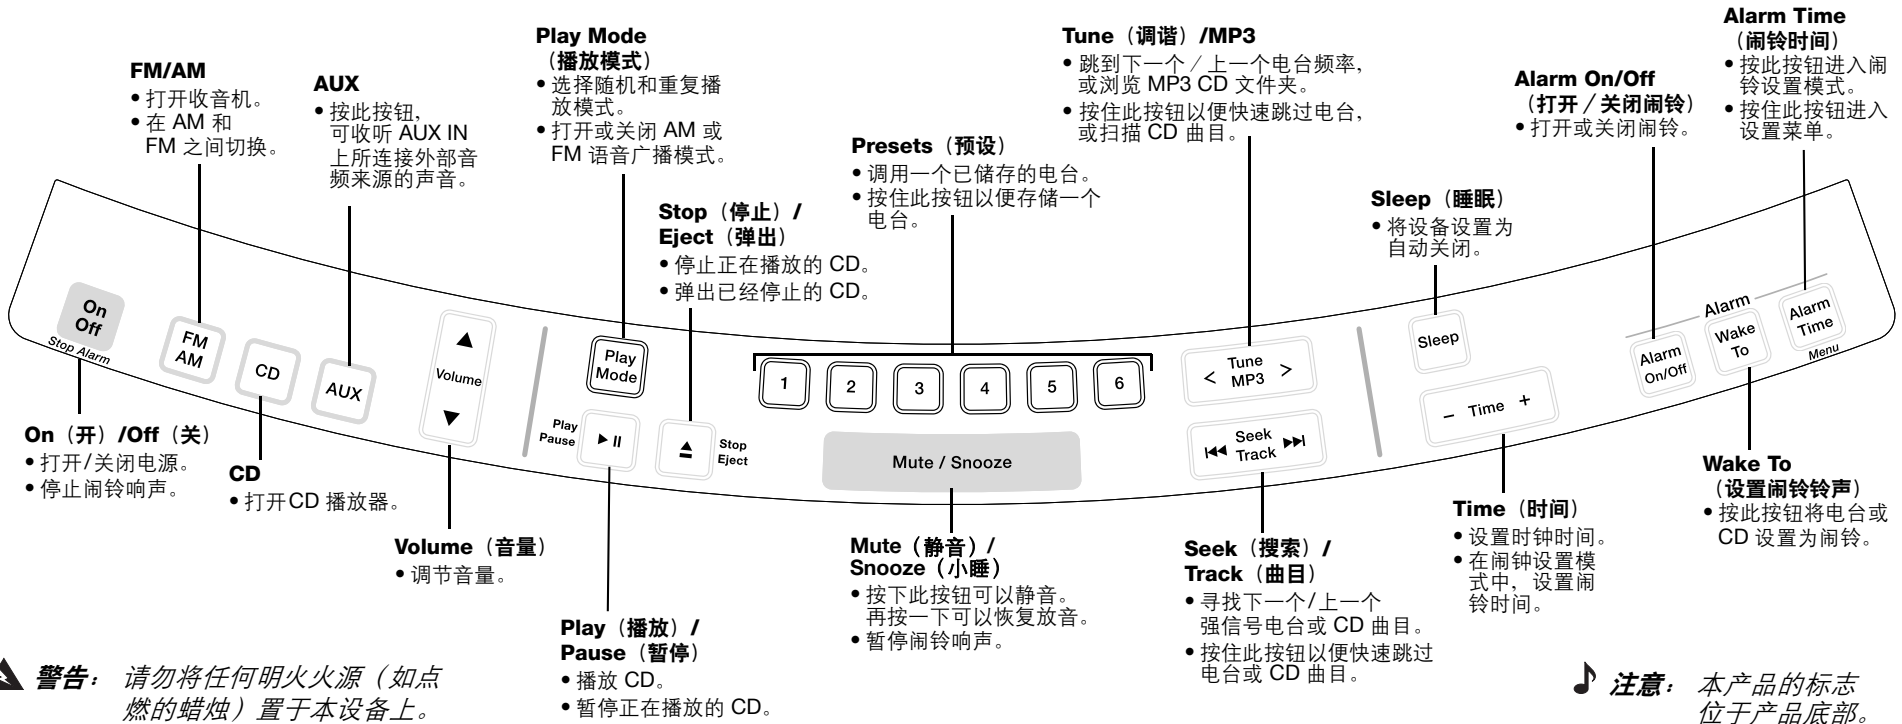 FM/AM
• 打开收音机。
• 在 AM 和
FM 之间切换。
AUX
• 按此按钮,
可收听 AUX IN
上所连接外部音
频来源的声音。
Play Mode
（播放模式）
• 选择随机和重复播
放模式。
• 打开或关闭 AM 或
FM 语音广播模式。
Stop（停止）/
Eject（弹出）
• 停止正在播放的 CD。
• 弹出已经停止的 CD。
Presets（预设）
• 调用一个已储存的电台。
• 按住此按钮以便存储一个
电台。
Tune（调谐）/MP3
• 跳到下一个／上一个电台频率,
或浏览 MP3 CD 文件夹。
• 按住此按钮以便快速跳过电台,
或扫描 CD 曲目。
Sleep（睡眠）
• 将设备设置为
自动关闭。
Alarm On/Off
（打开／关闭闹铃）
• 打开或关闭闹铃。
Alarm Time
（闹铃时间）
• 按此按钮进入闹
铃设置模式。
• 按住此按钮进入
设置菜单。
On
Off
Stop Alarm
FM
AM
CD
AUX
Volume
Play
Mode
Play
Pause
Stop
Eject
1 2 3 4 5 6
Mute / Snooze
< Tune >
MP3
Seek
Track
Sleep
– Time +
Alarm
Alarm
On/Off
Wake
To
Alarm
Time
Menu
On（开）/Off（关）
• 打开/关闭电源。
• 停止闹铃响声。
CD
• 打开CD 播放器。
Volume（音量）
• 调节音量。
Play（播放）/
Pause（暂停）
• 播放 CD。
• 暂停正在播放的 CD。
Mute（静音）/
Snooze（小睡）
• 按下此按钮可以静音。
再按一下可以恢复放音。
• 暂停闹铃响声。
Seek（搜索）/
Track（曲目）
• 寻找下一个/上一个
强信号电台或 CD 曲目。
• 按住此按钮以便快速跳过
电台或 CD 曲目。
Time（时间）
• 设置时钟时间。
• 在闹钟设置模
式中，设置闹
铃时间。
Wake To
（设置闹铃铃声）
• 按此按钮将电台或
CD 设置为闹铃。
警告： 请勿将任何明火火源（如点
燃的蜡烛）置于本设备上。
注意： 本产品的标志
位于产品底部。